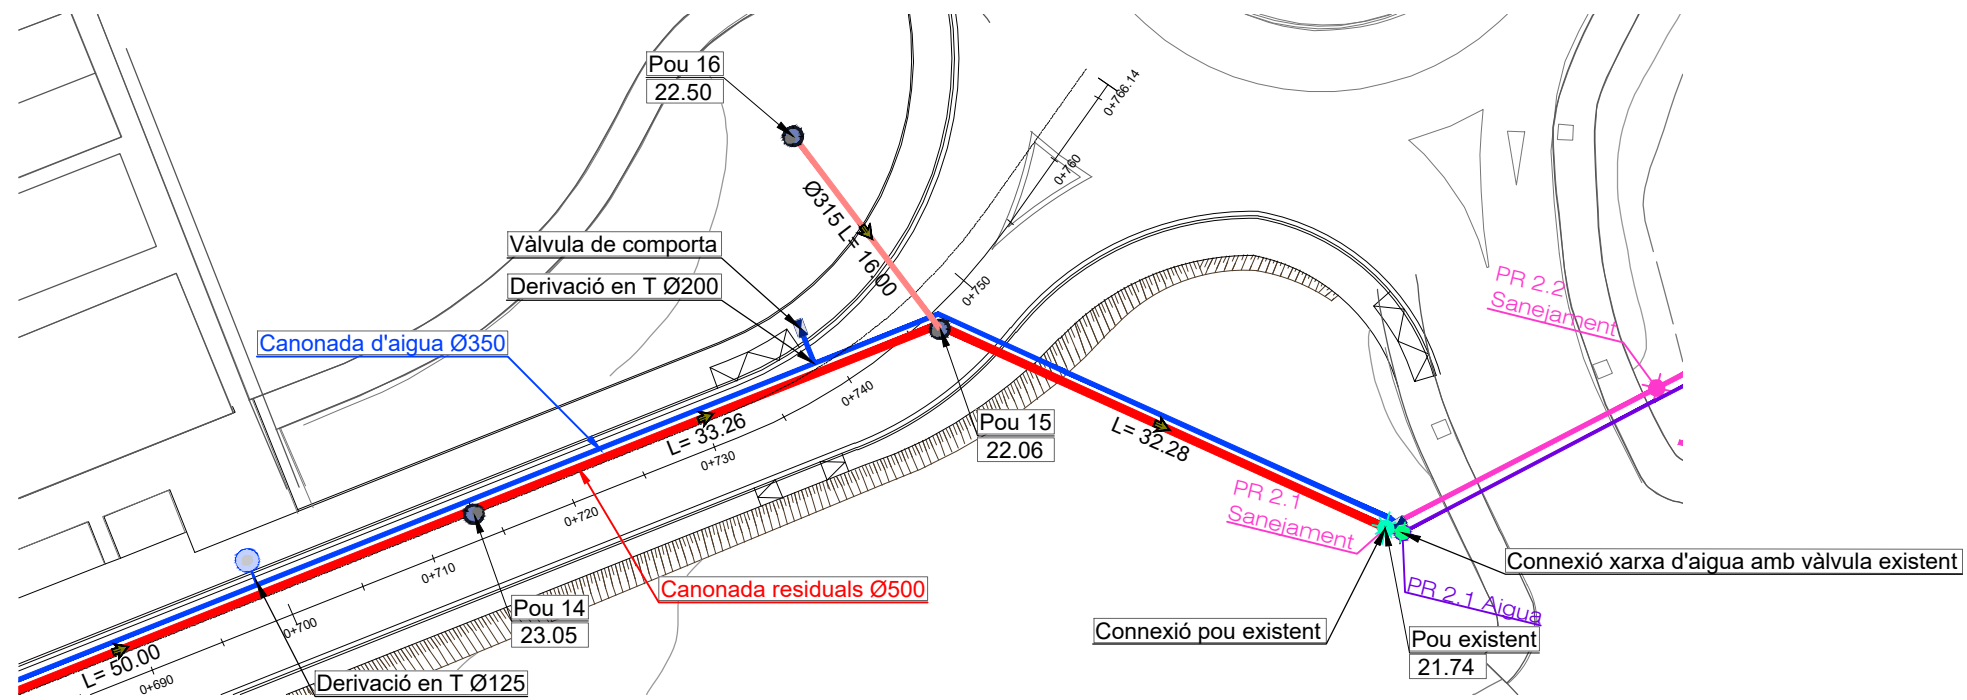 Pou 16
22.50
0+766.14
0+760
Ø315 L= 16.00
Vàlvula de comporta
Derivació en T Ø200
0+750
PR 2.2
Sanejament
Canonada d'aigua Ø350
0+740
Pou 15
22.06
L= 33.26
L= 32.28
0+730
PR 2.1
Sanejament
0+720
Connexió xarxa d'aigua amb vàlvula existent
0+710
Canonada residuals Ø500
PR 2.1 Aigua
Pou 14
23.05
0+700
Connexió pou existent
Pou existent
21.74
L= 50.00
0+690
Derivació en T Ø125